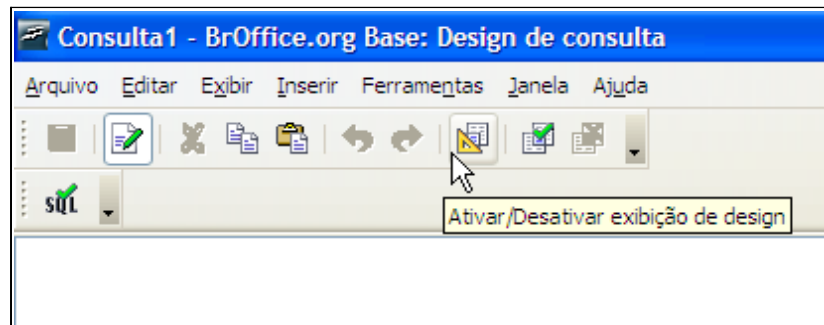 Consulta1 - BrOffice.org Base: Design de consulta
Arquivo Editar Exibir Inserir Ferramentas Janela Ajuda
SQL
Ativar/Desativar exibição de design